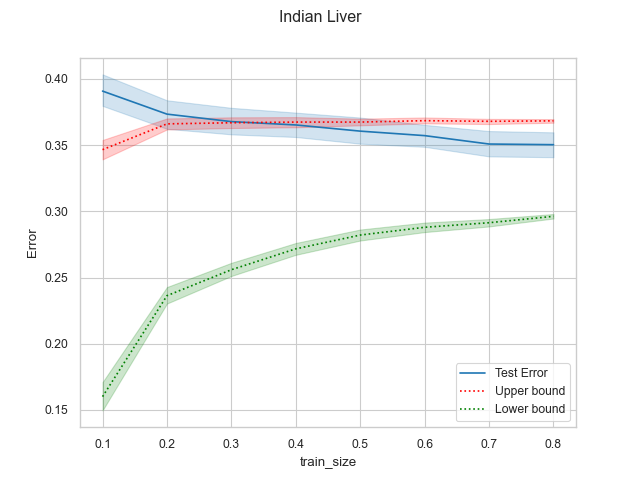 Indian Liver
0.40
0.35
0.30
0.25
0.20
0.15
Error
0.1 0.2 0.3 0.4 0.5 0.6 0.7 0.8
train_size
Test Error
Upper bound
Lower bound